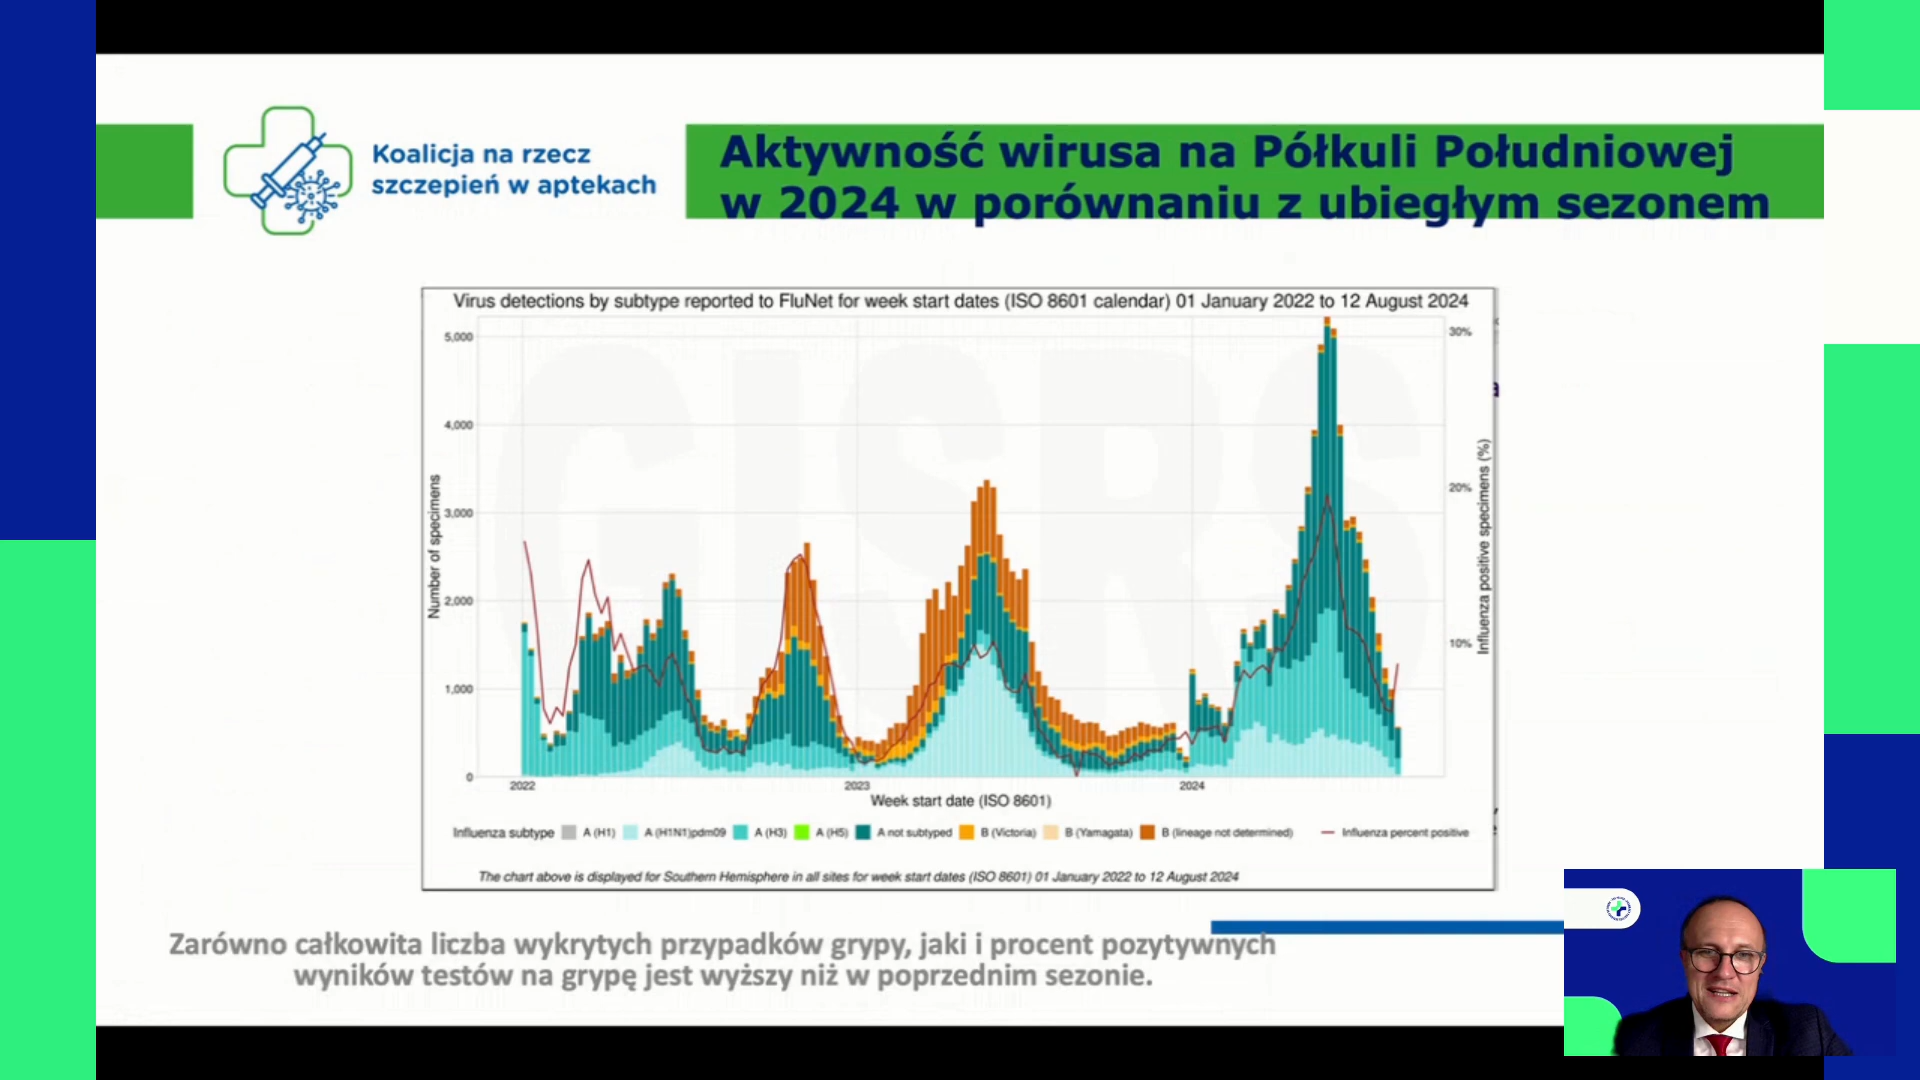 Koalicja na rzecz
szczepień w aptekach
Aktywność wirusa na Półkuli Południowej
w 2024 w porównaniu z ubiegłym sezonem
Virus detections by subtype reported to FluNet for week start dates (ISO 8601 calendar) 01 January 2022 to 12 August 2024
GISRS
Number of specimens
5,000
4,000
3,000
2,000
1,000
0
30%
20%
10%
Influenza positive specimens (%)
2022 2023 2024
Week start date (ISO 8601)
Influenza subtype A (H1) A (H1N1)pdm09 A (H3) A (H5) A not subtyped B (Victoria) B (Yamagata) B (lineage not determined) Influenza percent positive
The chart above is displayed for Southern Hemisphere in all sites for week start dates (ISO 8601) 01 January 2022 to 12 August 2024
Zarówno całkowita liczba wykrytych przypadków grypy, jaki i procent pozytywnych
wyników testów na grypę jest wyższy niż w poprzednim sezonie.